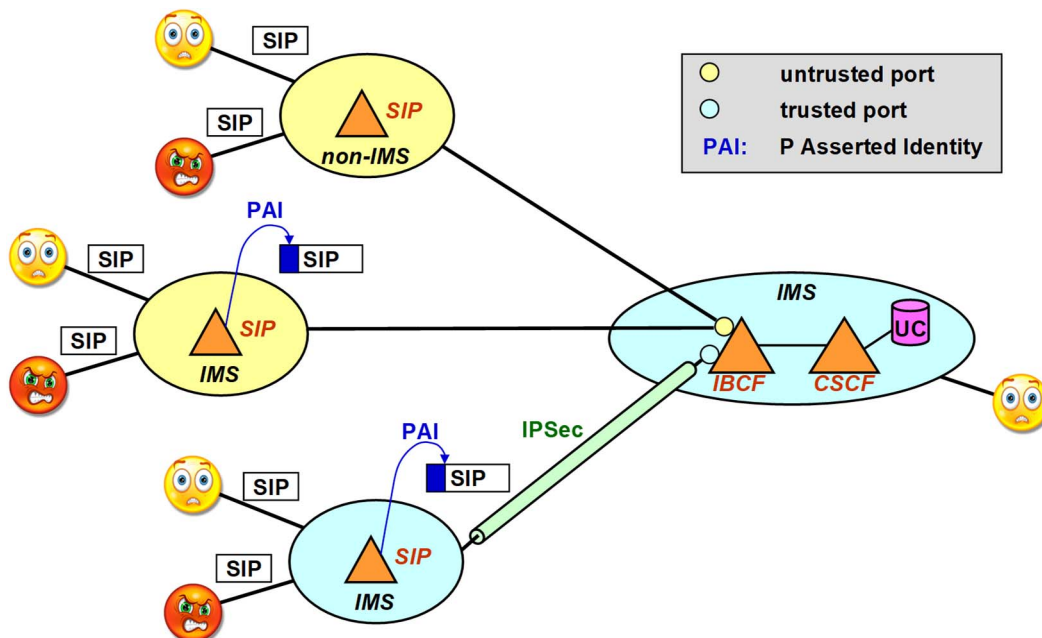 SIP
SIP
SIP
non-IMS
untrusted port
trusted port
PAI: P Asserted Identity
PAI
SIP
SIP
SIP
SIP
IMS
IMS
UC
IBCF
CSCF
IPSec
PAI
SIP
SIP
SIP
SIP
IMS